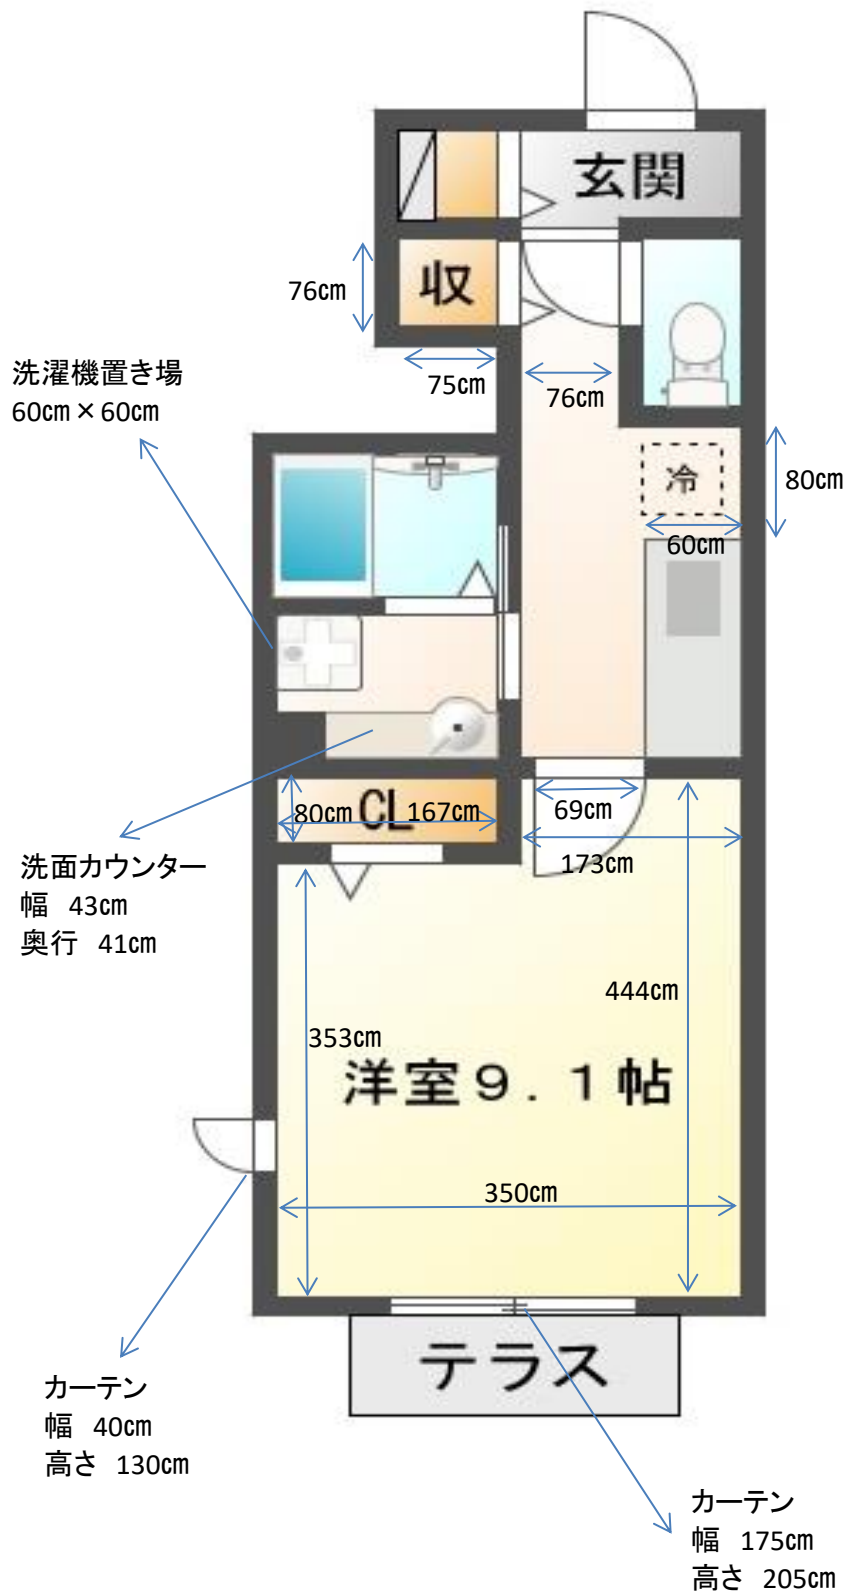 玄関
収
76㎝
75㎝
76㎝
洗濯機置き場
60㎝×60㎝
冷
80㎝
60㎝
CL
80㎝
167㎝
69㎝
173㎝
洗面カウンター
幅 43㎝
奥行 41㎝
444㎝
353㎝
洋室9.1帖
350㎝
テラス
カーテン
幅 40㎝
高さ 130㎝
カーテン
幅 175㎝
高さ 205㎝